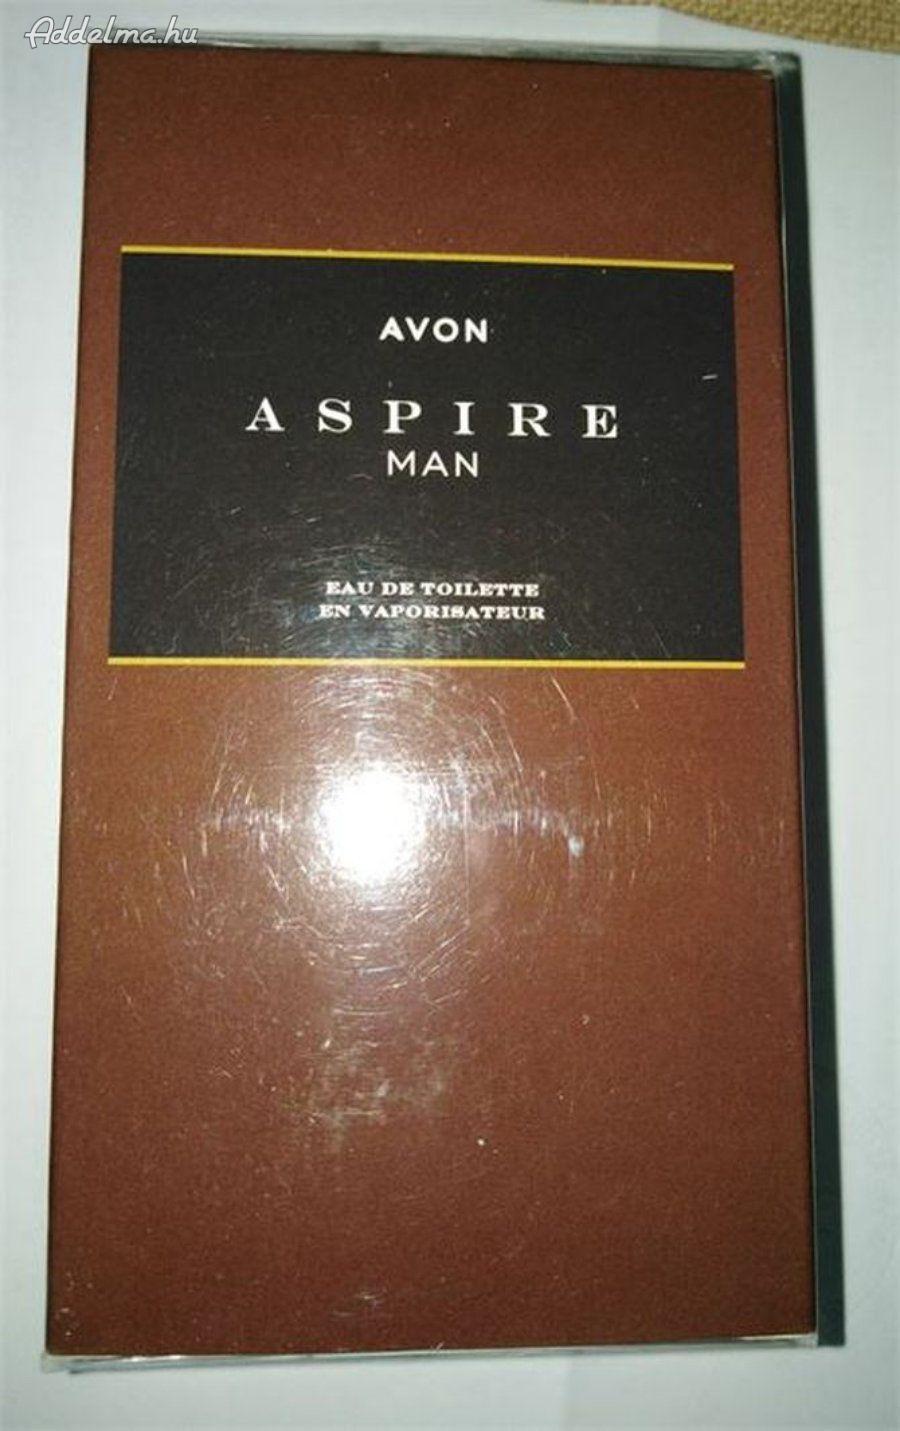 Addelma.hu
AVON
ASPIRE
MAN
EAU DE TOILETTE
EN VAPORISATEUR